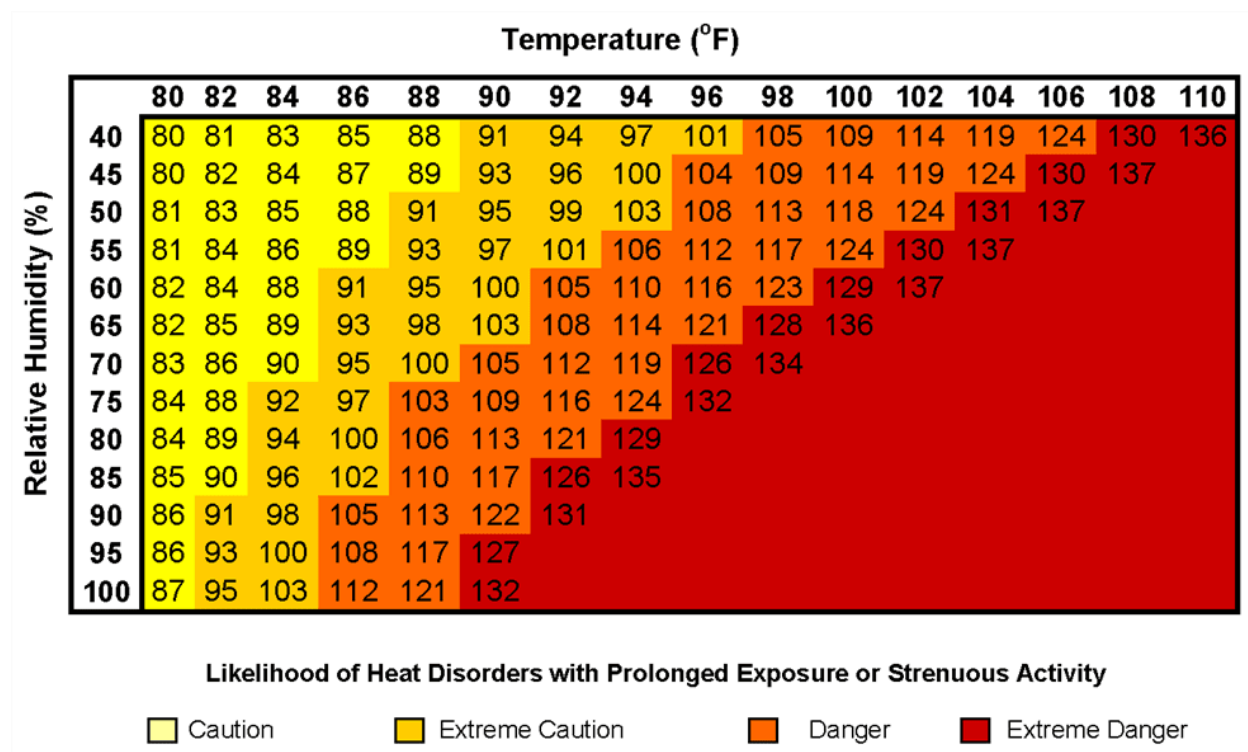 Temperature (°F)
80 82 84 86 88 90 92 94 96 98 100 102 104 106 108 110
Relative Humidity (%)
40 80 81 83 85 88 91 94 97 101 105 109 114 119 124 130 136
45 80 82 84 87 89 93 96 100 104 109 114 119 124 130 137
50 81 83 85 88 91 95 99 103 108 113 118 124 131 137
55 81 84 86 89 93 97 101 106 112 117 124 130 137
60 82 84 88 91 95 100 105 110 116 123 129 137
65 82 85 89 93 98 103 108 114 121 128 136
70 83 86 90 95 100 105 112 119 126 134
75 84 88 92 97 103 109 116 124 132
80 84 89 94 100 106 113 121 129
85 85 90 96 102 110 117 126 135
90 86 91 98 105 113 122 131
95 86 93 100 108 117 127
100 87 95 103 112 121 132
Likelihood of Heat Disorders with Prolonged Exposure or Strenuous Activity
Caution Extreme Caution Danger Extreme Danger